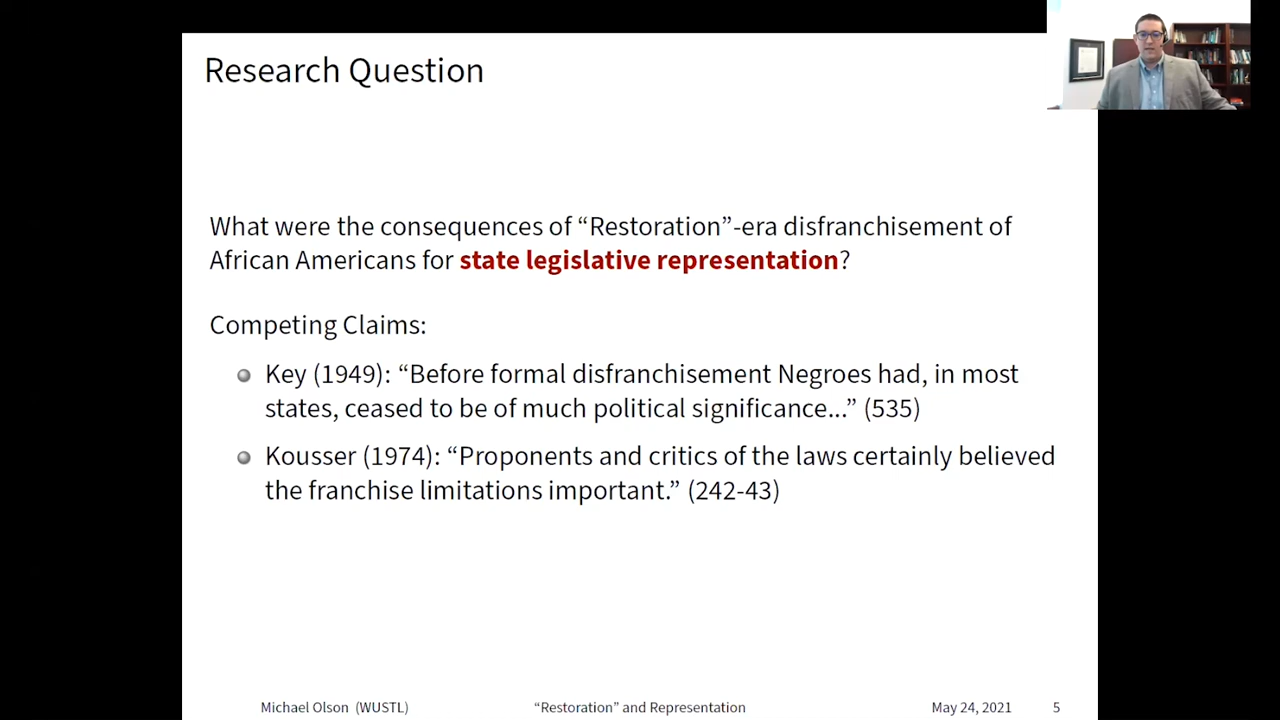 Research Question
What were the consequences of “Restoration”-era disfranchisement of
African Americans for state legislative representation?
Competing Claims:
Key (1949): “Before formal disfranchisement Negroes had, in most
states, ceased to be of much political significance...” (535)
Kousser (1974): “Proponents and critics of the laws certainly believed
the franchise limitations important.” (242-43)
Michael Olson (WUSTL) “Restoration” and Representation May 24, 2021 5